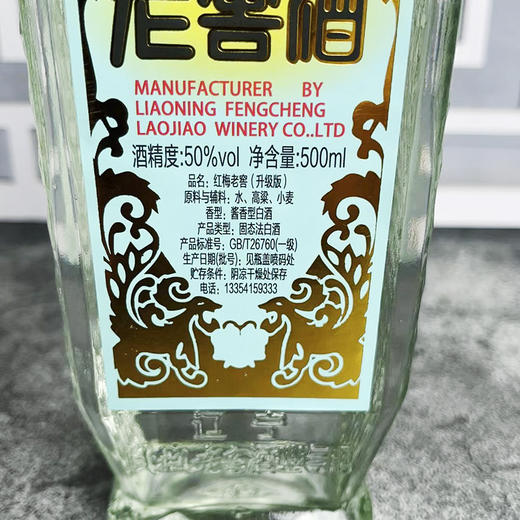 老窖酒
MANUFACTURER BY
LIAONING FENGCHENG
LAOJIAO WINERY CO..LTD
酒精度:50%vol 净含量:500ml
品名: 红梅老窖(升级版)
原料与辅料: 水、高粱、小麦
香型: 酱香型白酒
产品类型: 固态法白酒
产品标准号: GB/T26760(一级)
生产日期(批号): 见瓶盖喷码处
贮存条件: 阴凉干燥处保存
电话: 13354159333
辽宁